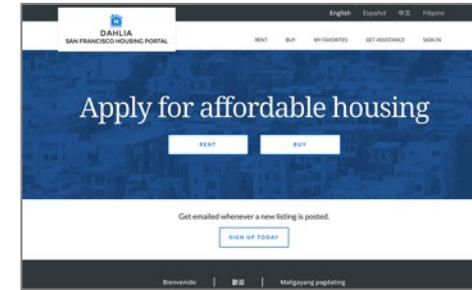 English Español 中文 Filipino
DAHLIA
SAN FRANCISCO HOUSING PORTAL
RENT BUY MY FAVORITES GET ASSISTANCE SIGN IN
Apply for affordable housing
RENT BUY
Get emailed whenever a new listing is posted.
SIGN UP TODAY
Bienvenido | 歡迎 | Maligayang pagdating